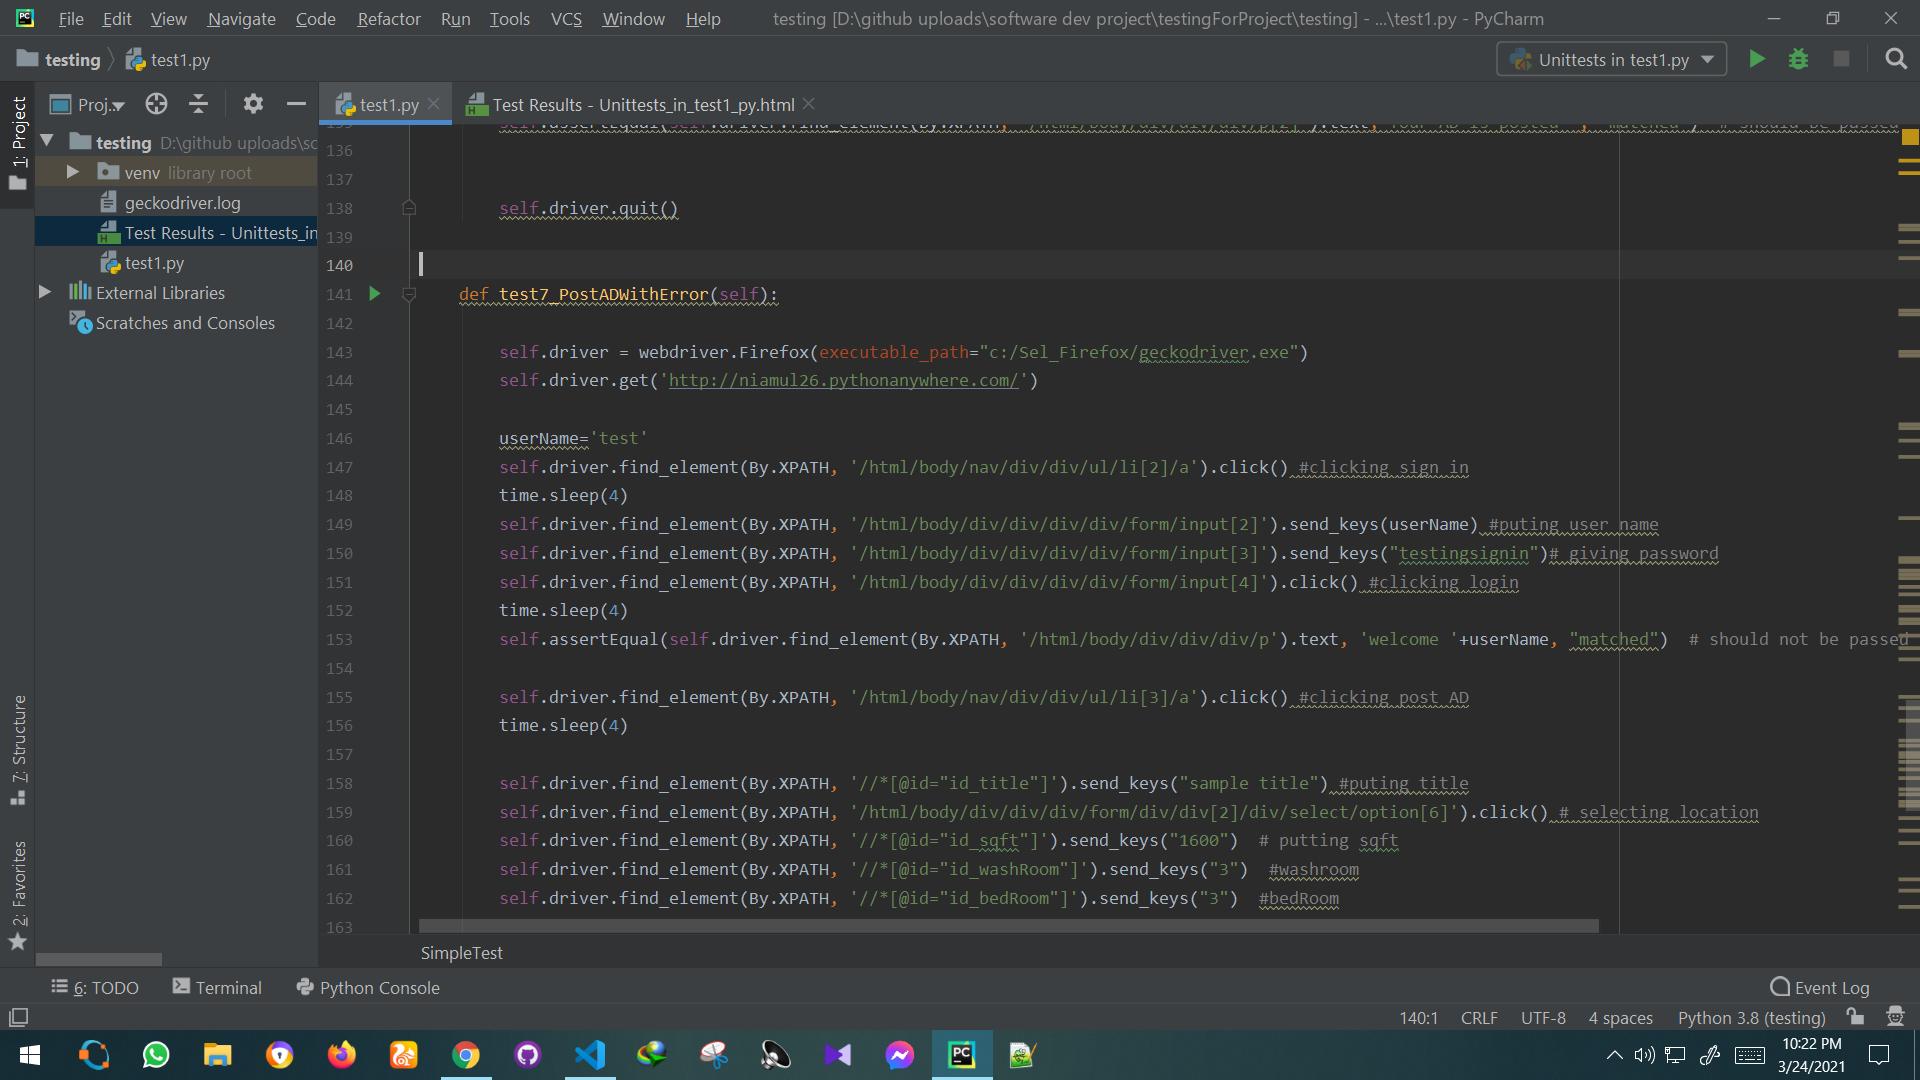 File Edit View Navigate Code Refactor Run Tools VCS Window Help testing [D:\github uploads\software dev project\testingForProject\testing] - ...\test1.py - PyCharm
testing test1.py Unittests in test1.py
1: Project
Proj..
test1.py Test Results - Unittests_in_test1_py.html
testing D:\github uploads\sc
venv library root
geckodriver.log
Test Results - Unittests_in
test1.py
External Libraries
Scratches and Consoles
7: Structure
2: Favorites
136
137
138 self.driver.quit()
139
140
141 def test7_PostADWithError(self):
142
143 self.driver = webdriver.Firefox(executable_path="c:/Sel_Firefox/geckodriver.exe")
144 self.driver.get('http://niamul26.pythonanywhere.com/')
145
146 userName='test'
147 self.driver.find_element(By.XPATH, '/html/body/nav/div/div/ul/li[2]/a').click() #clicking sign in
148 time.sleep(4)
149 self.driver.find_element(By.XPATH, '/html/body/div/div/div/div/form/input[2]').send_keys(userName) #puting user name
150 self.driver.find_element(By.XPATH, '/html/body/div/div/div/div/form/input[3]').send_keys("testingsignin")# giving password
151 self.driver.find_element(By.XPATH, '/html/body/div/div/div/div/form/input[4]').click() #clicking login
152 time.sleep(4)
153 self.assertEqual(self.driver.find_element(By.XPATH, '/html/body/div/div/div/p').text, 'welcome '+userName, "matched") # should not be passed
154
155 self.driver.find_element(By.XPATH, '/html/body/nav/div/div/ul/li[3]/a').click() #clicking post AD
156 time.sleep(4)
157
158 self.driver.find_element(By.XPATH, '//*[@id="id_title"]').send_keys("sample title") #puting title
159 self.driver.find_element(By.XPATH, '/html/body/div/div/div/form/div/div[2]/div/select/option[6]').click() # selecting location
160 self.driver.find_element(By.XPATH, '//*[@id="id_sqft"]').send_keys("1600") # putting sqft
161 self.driver.find_element(By.XPATH, '//*[@id="id_washRoom"]').send_keys("3") #washroom
162 self.driver.find_element(By.XPATH, '//*[@id="id_bedRoom"]').send_keys("3") #bedRoom
163
SimpleTest
6: TODO Terminal Python Console Event Log
140:1 CRLF UTF-8 4 spaces Python 3.8 (testing)
10:22 PM
3/24/2021